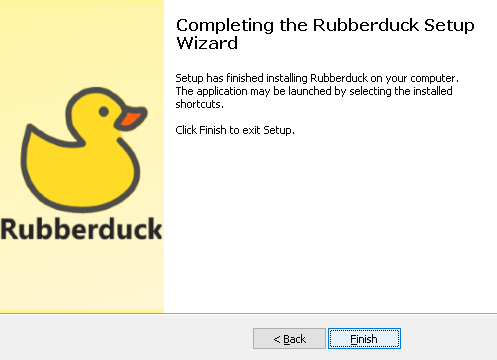 Completing the Rubberduck Setup
Wizard
Setup has finished installing Rubberduck on your computer.
The application may be launched by selecting the installed
shortcuts.
Click Finish to exit Setup.
Rubberduck
< Back
Finish